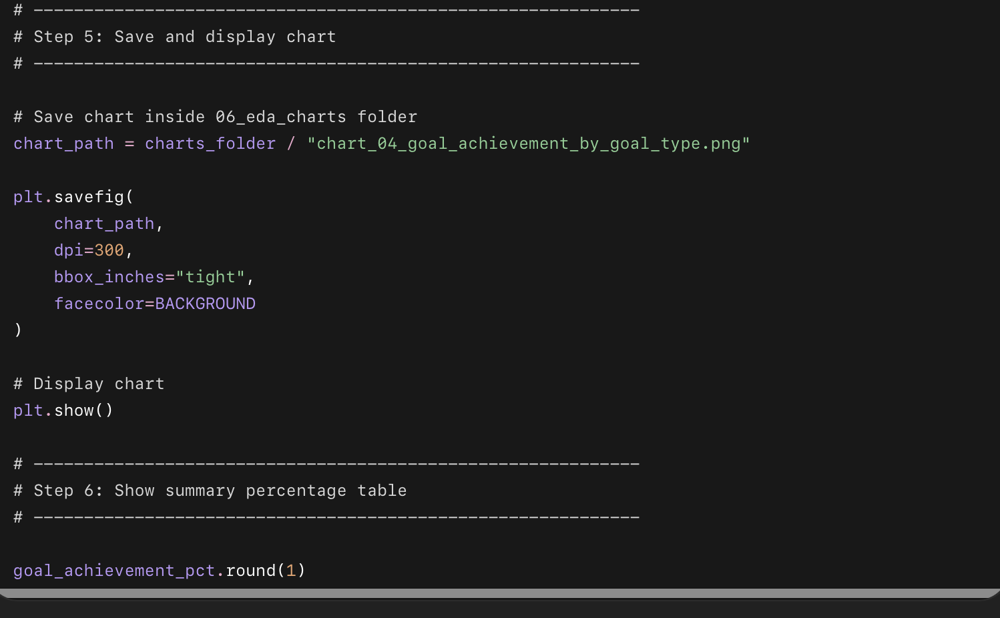 # ────────────────────────────────────────────────────────────
# Step 5: Save and display chart
# ────────────────────────────────────────────────────────────
# Save chart inside 06_eda_charts folder
chart_path = charts_folder / "chart_04_goal_achievement_by_goal_type.png"
plt.savefig(
    chart_path,
    dpi=300,
    bbox_inches="tight",
    facecolor=BACKGROUND
)
# Display chart
plt.show()
# ────────────────────────────────────────────────────────────
# Step 6: Show summary percentage table
# ────────────────────────────────────────────────────────────
goal_achievement_pct.round(1)